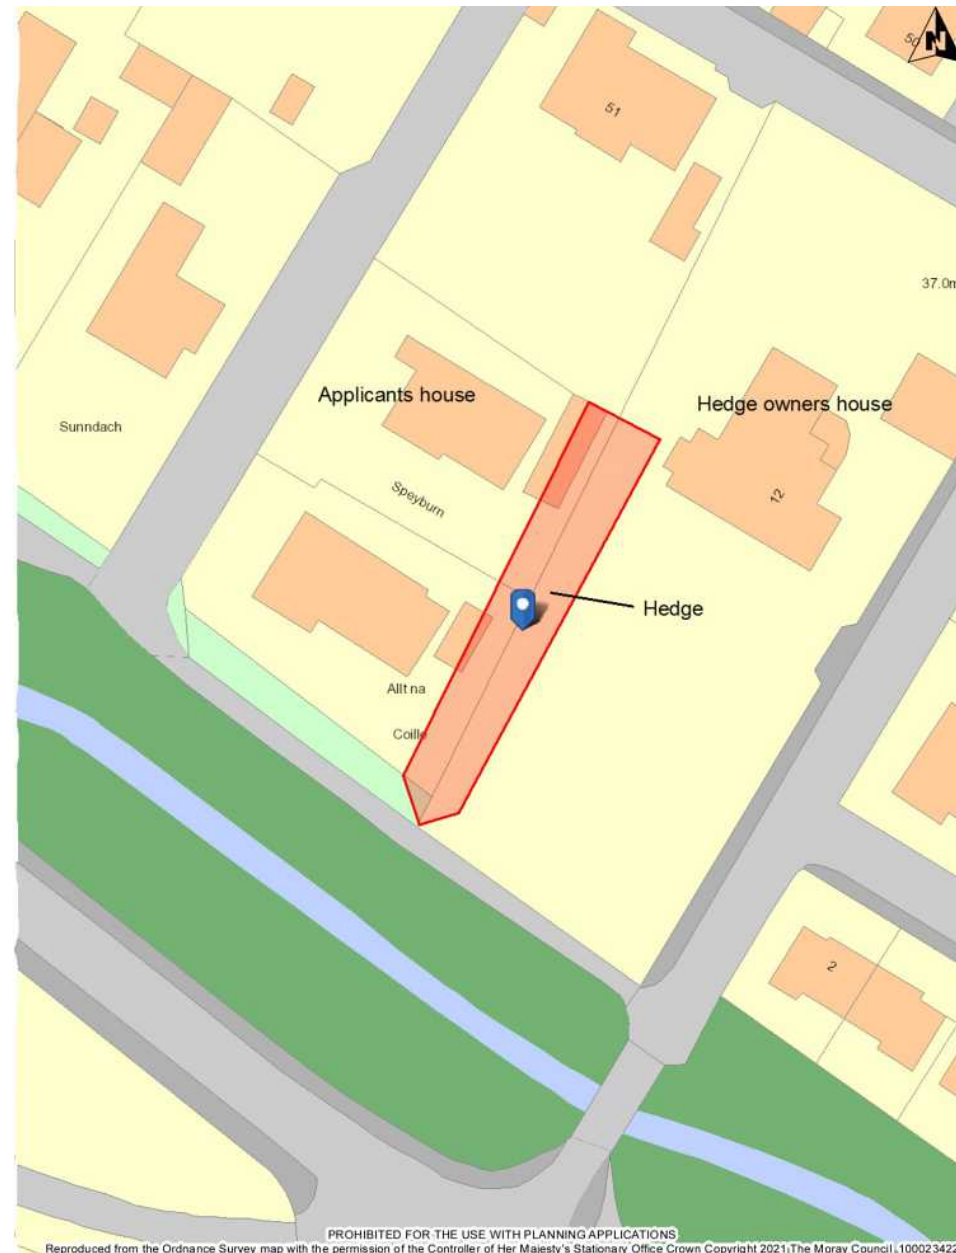 50
N
51
37.0m
Applicants house
Hedge owners house
Sunndach
Speyburn
12
Hedge
Allt na
Coille
2
PROHIBITED FOR THE USE WITH PLANNING APPLICATIONS
Reproduced from the Ordnance Survey map with the permission of the Controller of Her Majesty's Stationary Office Crown Copyright 2021 The Moray Council 100023422